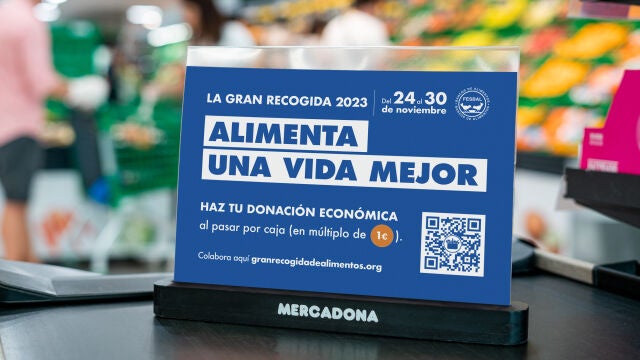 LA GRAN RECOGIDA 2023
Del 24 al 30
de noviembre
FESBAL
ALIMENTA
UNA VIDA MEJOR
HAZ TU DONACIÓN ECONÓMICA
al pasar por caja (en múltiplo de 1€).
Colabora aquí granrecogidadealimentos.org
MERCADONA